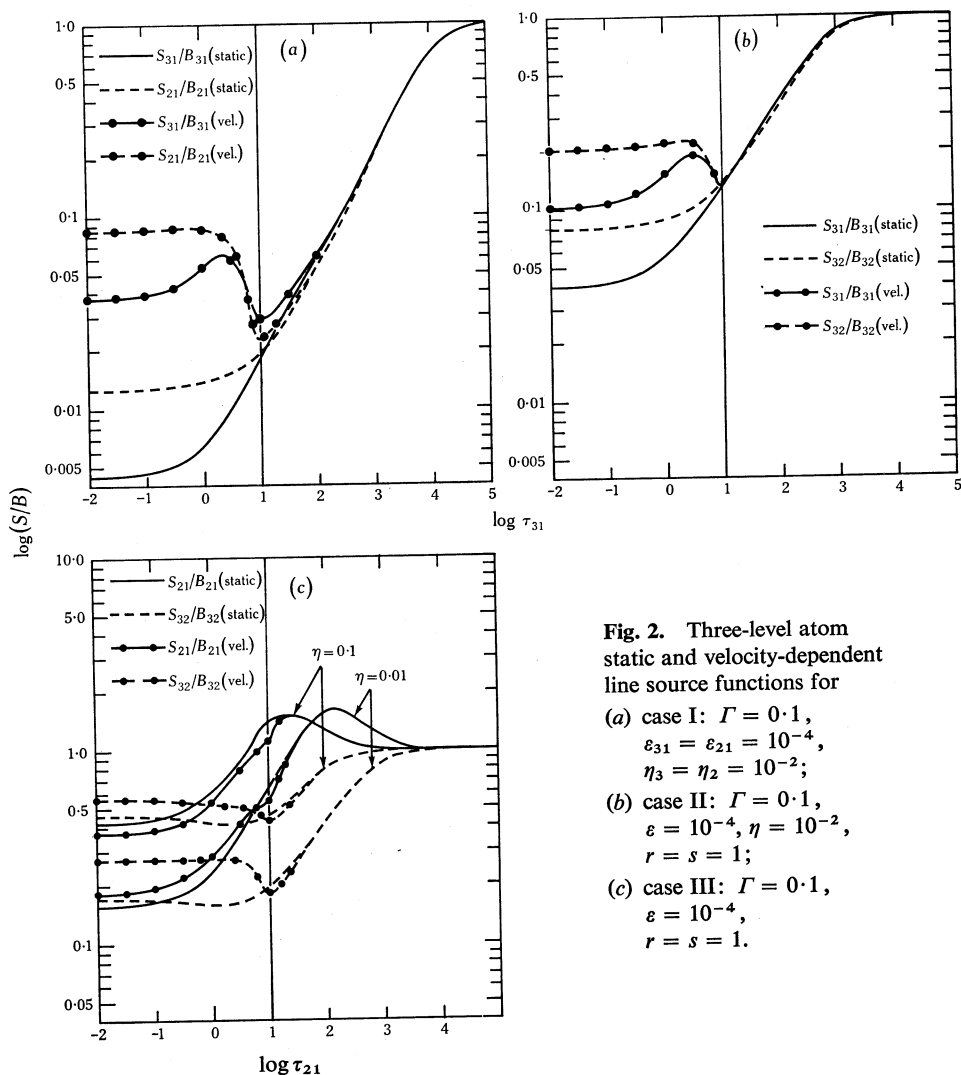 (a)
S31/B31(static)
S21/B21(static)
S31/B31(vel.)
S21/B21(vel.)
1·0
0·5
0·1
0·05
0·01
0·005
-2 -1 0 1 2 3 4 5
(b)
S31/B31(static)
S32/B32(static)
S31/B31(vel.)
S32/B32(vel.)
1·0
0·5
0·1
0·05
0·01
0·005
-2 -1 0 1 2 3 4 5
log τ31
log(S/B)
(c)
S21/B21(static)
S32/B32(static)
S21/B21(vel.)
S32/B32(vel.)
η=0·1
η=0·01
10·0
5·0
1·0
0·5
0·1
0·05
-2 -1 0 1 2 3 4
log τ21
Fig. 2. Three-level atom
static and velocity-dependent
line source functions for
(a) case I: Γ = 0·1,
ε31 = ε21 = 10⁻⁴,
η3 = η2 = 10⁻²;
(b) case II: Γ = 0·1,
ε = 10⁻⁴, η = 10⁻²,
r = s = 1;
(c) case III: Γ = 0·1,
ε = 10⁻⁴,
r = s = 1.